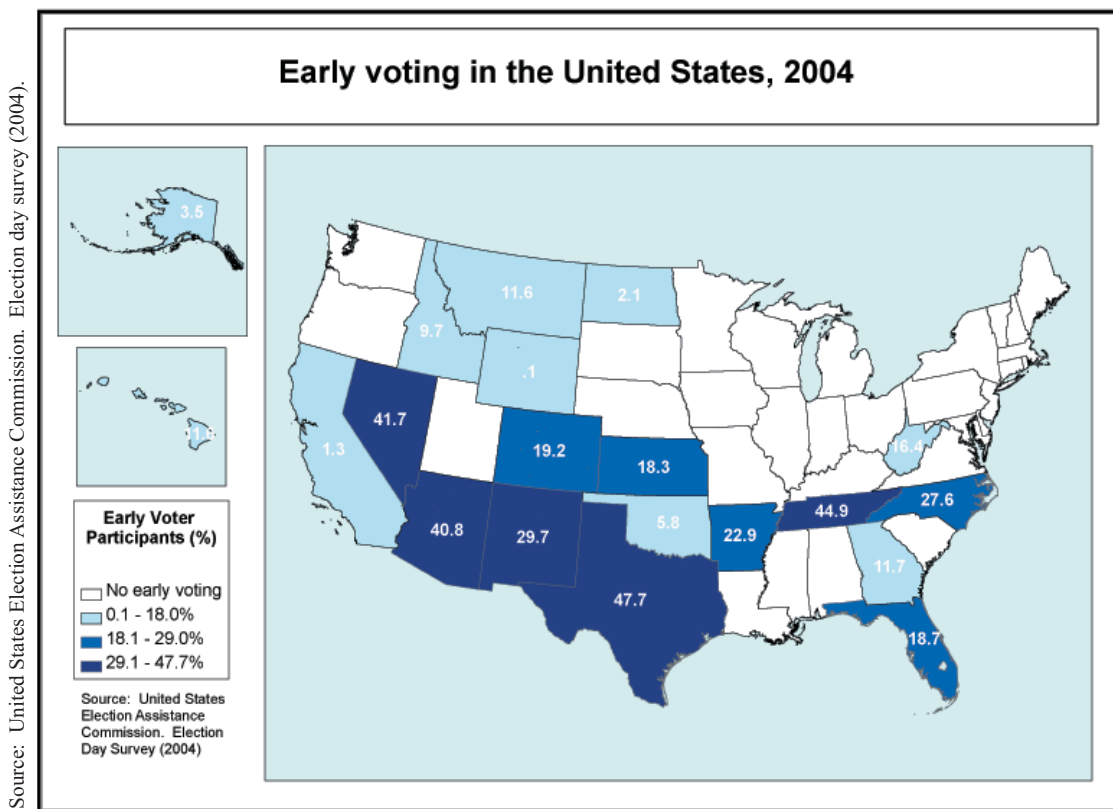 Early voting in the United States, 2004
Source: United States Election Assistance Commission. Election day survey (2004).
3.5
11.6
2.1
9.7
.1
41.7
1.3
19.2
18.3
16.4
40.8
29.7
5.8
22.9
44.9
27.6
11.7
47.7
18.7
Early Voter
Participants (%)
No early voting
0.1 - 18.0%
18.1 - 29.0%
29.1 - 47.7%
Source: United States
Election Assistance
Commission. Election
Day Survey (2004)